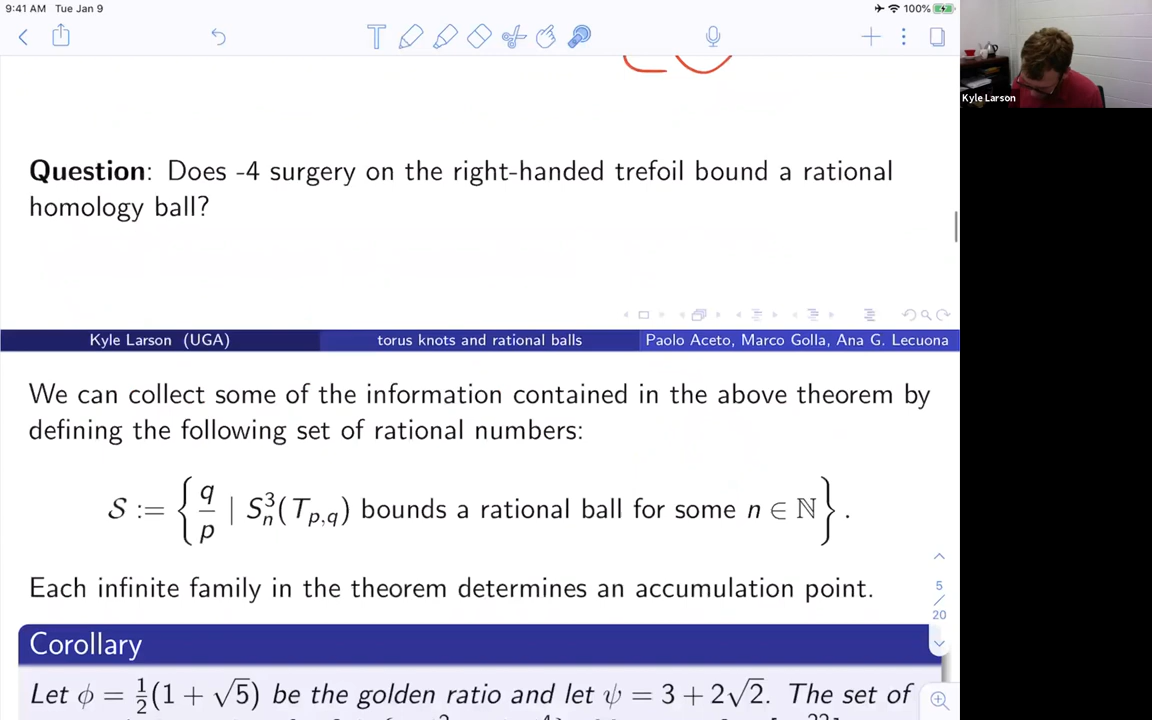 9:41 AM Tue Jan 9
100%
Kyle Larson
Question: Does -4 surgery on the right-handed trefoil bound a rational
homology ball?
Kyle Larson (UGA) torus knots and rational balls Paolo Aceto, Marco Golla, Ana G. Lecuona
We can collect some of the information contained in the above theorem by
defining the following set of rational numbers:
S := { q/p | S³ₙ(T_{p,q}) bounds a rational ball for some n ∈ ℕ } .
Each infinite family in the theorem determines an accumulation point.
5
/
20
Corollary
Let ϕ = ½(1 + √5) be the golden ratio and let ψ = 3 + 2√2. The set of